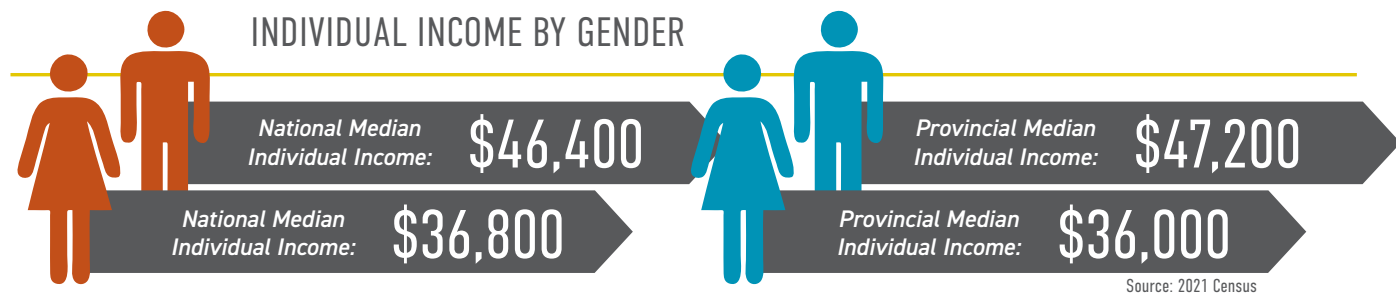 INDIVIDUAL INCOME BY GENDER
National Median
Individual Income:
$46,400
Provincial Median
Individual Income:
$47,200
National Median
Individual Income:
$36,800
Provincial Median
Individual Income:
$36,000
Source: 2021 Census